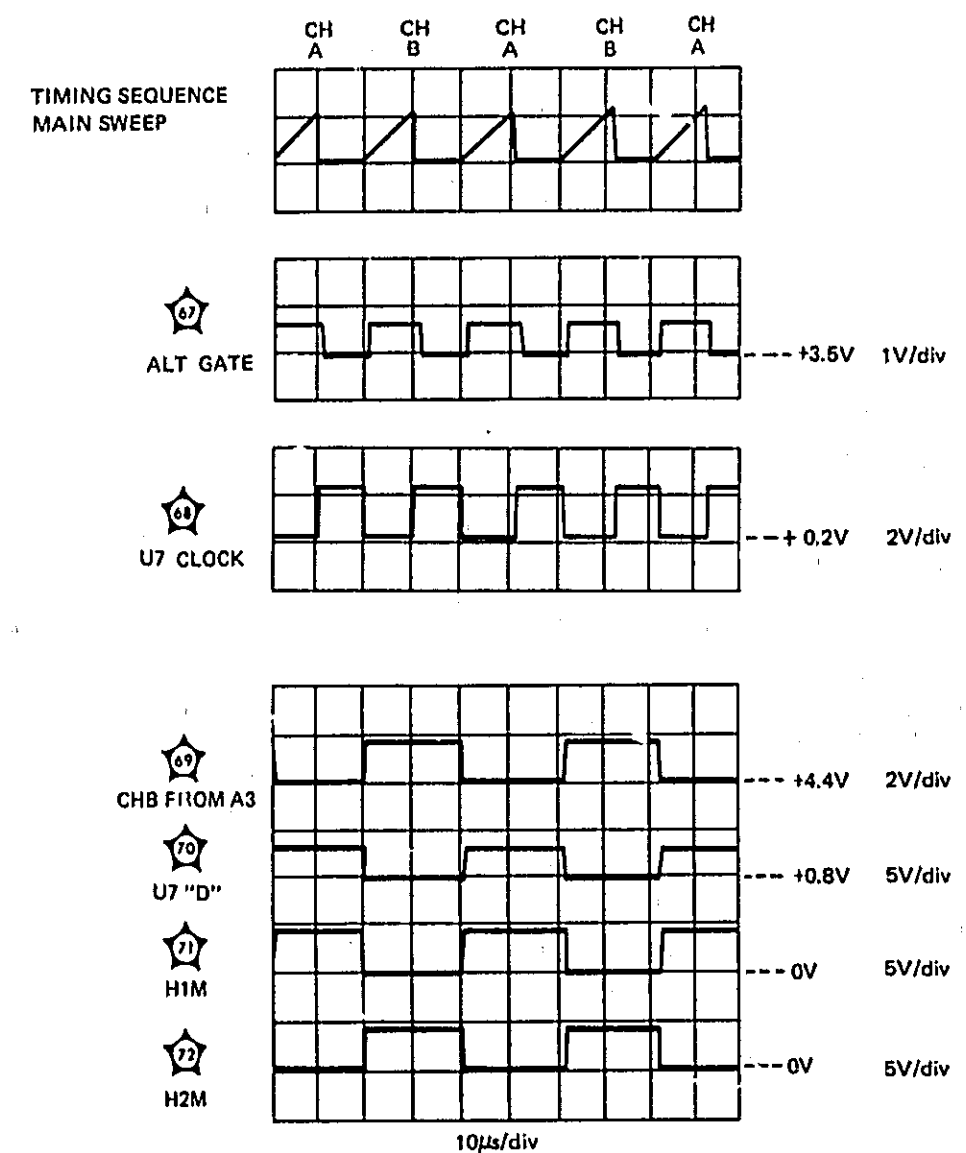 CH CH CH CH CH
A B A B A
TIMING SEQUENCE
MAIN SWEEP
67
ALT GATE
+3.5V 1V/div
68
U7 CLOCK
+ 0.2V 2V/div
69
CHB FROM A3
+4.4V 2V/div
70
U7 "D"
+0.8V 5V/div
71
H1M
0V 5V/div
72
H2M
0V 5V/div
10μs/div